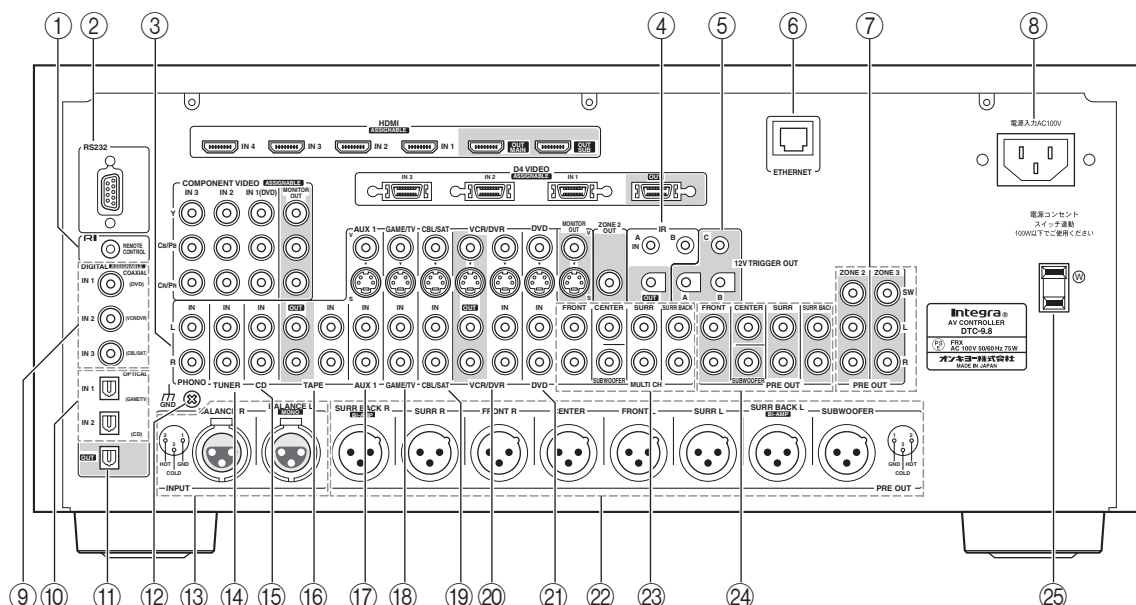 ① ② ③ ④ ⑤ ⑥ ⑦ ⑧
RS232
HDMI
ASSIGNABLE
IN 4 IN 3 IN 2 IN 1 OUT MAIN OUT SUB
ETHERNET
電源入力AC100V
D4 VIDEO
ASSIGNABLE
IN 3 IN 2 IN 1 OUT
COMPONENT VIDEO ASSIGNABLE
IN 3 IN 2 IN 1(DVD) MONITOR OUT
Y
CB/PB
CR/PR
RI REMOTE CONTROL
AUX 1 GAME/TV CBL/SAT VCR/DVR DVD MONITOR OUT ZONE 2 OUT
V V
S S
IR
A B
IN
OUT
C
12V TRIGGER OUT
A B
電源コンセント
スイッチ連動
100W以下でご使用ください
W
DIGITAL ASSIGNABLE
COAXIAL
IN 1 (DVD)
IN 2 (VCR/DVR)
IN 3 (CBL/SAT)
OPTICAL
IN 1 (GAME/TV)
IN 2 (CD)
OUT
IN IN IN OUT IN IN IN IN OUT IN IN
L
R
PHONO TUNER CD TAPE AUX 1 GAME/TV CBL/SAT VCR/DVR DVD
GND
FRONT CENTER SURR SURR BACK
SUBWOOFER MULTI CH
FRONT CENTER SURR SURR BACK
SUBWOOFER PRE OUT
ZONE 2 ZONE 3
SW
L
R
PRE OUT
Integra®
AV CONTROLLER
DTC-9.8
PS E
FRX
AC 100V 50/60 Hz 75W
オンキヨー株式会社
MADE IN JAPAN
BALANCE R BALANCE L
MONO
2 1
3
HOT GND
COLD
INPUT
SURR BACK R SURR R FRONT R CENTER FRONT L SURR L SURR BACK L SUBWOOFER
BI-AMP BI-AMP
1 2
3
GND HOT
COLD
PRE OUT
⑨ ⑩ ⑪ ⑫ ⑬ ⑭ ⑮ ⑯ ⑰ ⑱ ⑲ ⑳ ㉑ ㉒ ㉓ ㉔ ㉕